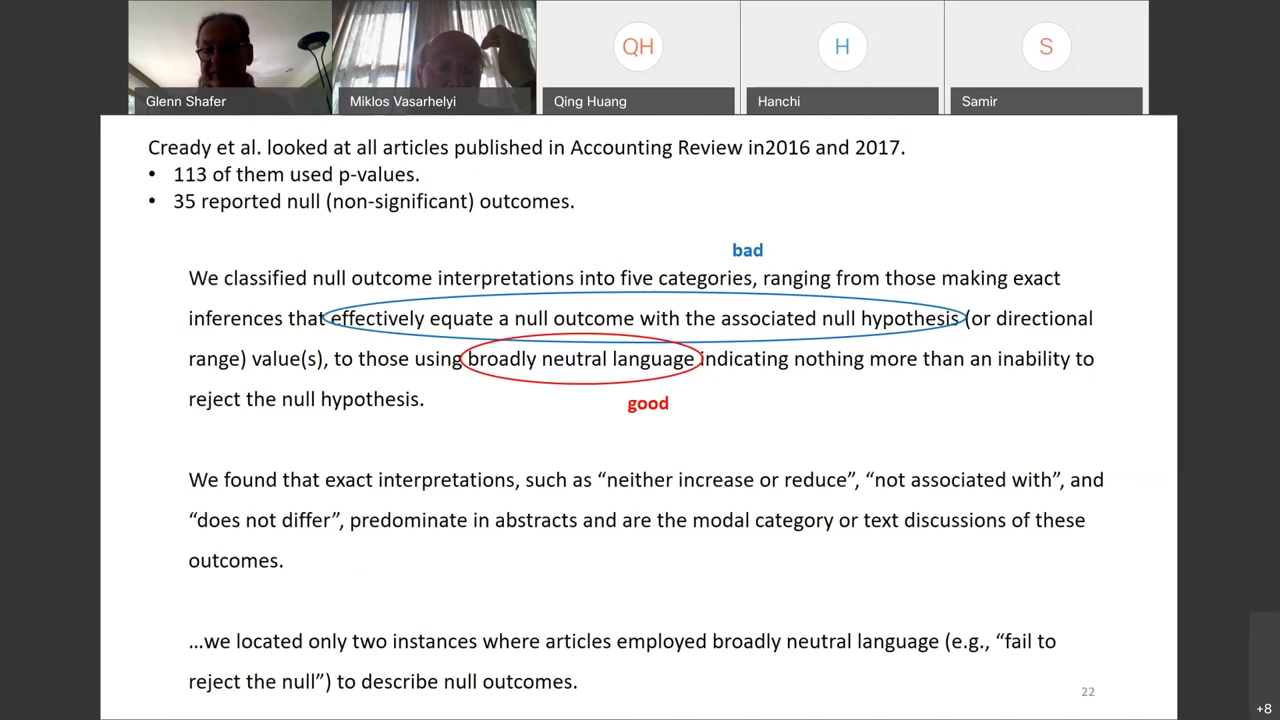 QH
H
S
Glenn Shafer
Miklos Vasarhelyi
Qing Huang
Hanchi
Samir
Cready et al. looked at all articles published in Accounting Review in2016 and 2017.
• 113 of them used p-values.
• 35 reported null (non-significant) outcomes.
bad
We classified null outcome interpretations into five categories, ranging from those making exact
inferences that effectively equate a null outcome with the associated null hypothesis (or directional
range) value(s), to those using broadly neutral language indicating nothing more than an inability to
reject the null hypothesis.
good
We found that exact interpretations, such as “neither increase or reduce”, “not associated with”, and
“does not differ”, predominate in abstracts and are the modal category or text discussions of these
outcomes.
…we located only two instances where articles employed broadly neutral language (e.g., “fail to
reject the null”) to describe null outcomes.
22
+8